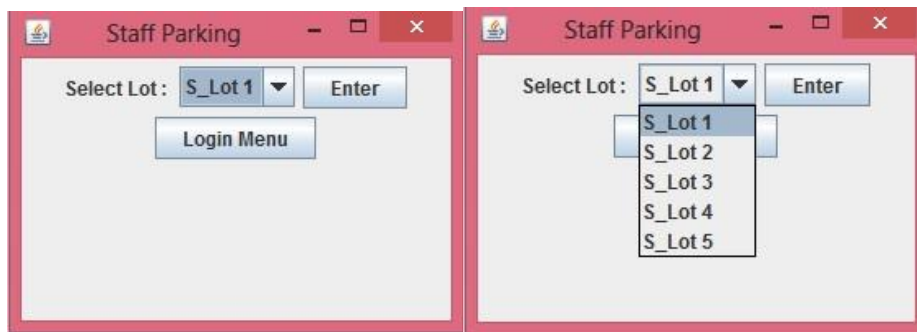 Staff Parking
Select Lot : S_Lot 1 Enter
Login Menu
Staff Parking
Select Lot : S_Lot 1 Enter
S_Lot 1
S_Lot 2
S_Lot 3
S_Lot 4
S_Lot 5